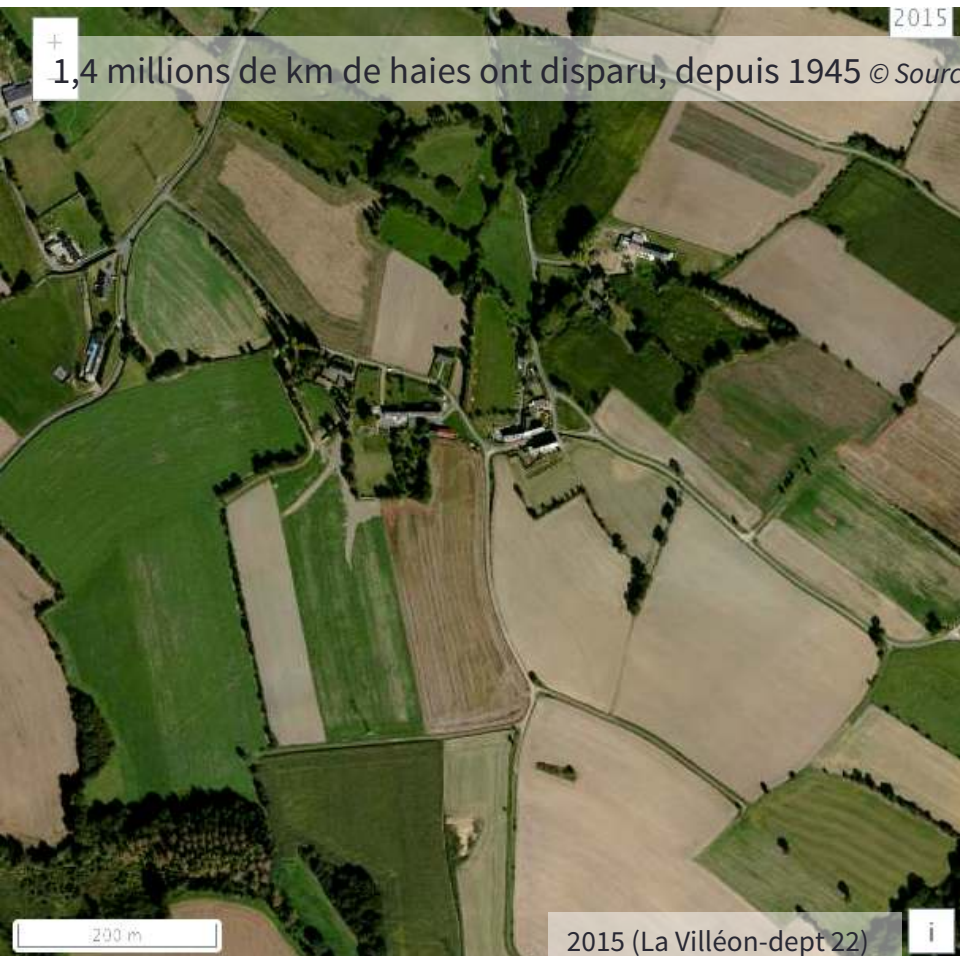 2015
+
1,4 millions de km de haies ont disparu, depuis 1945 © Sourc
200 m
2015 (La Villéon-dept 22)
i